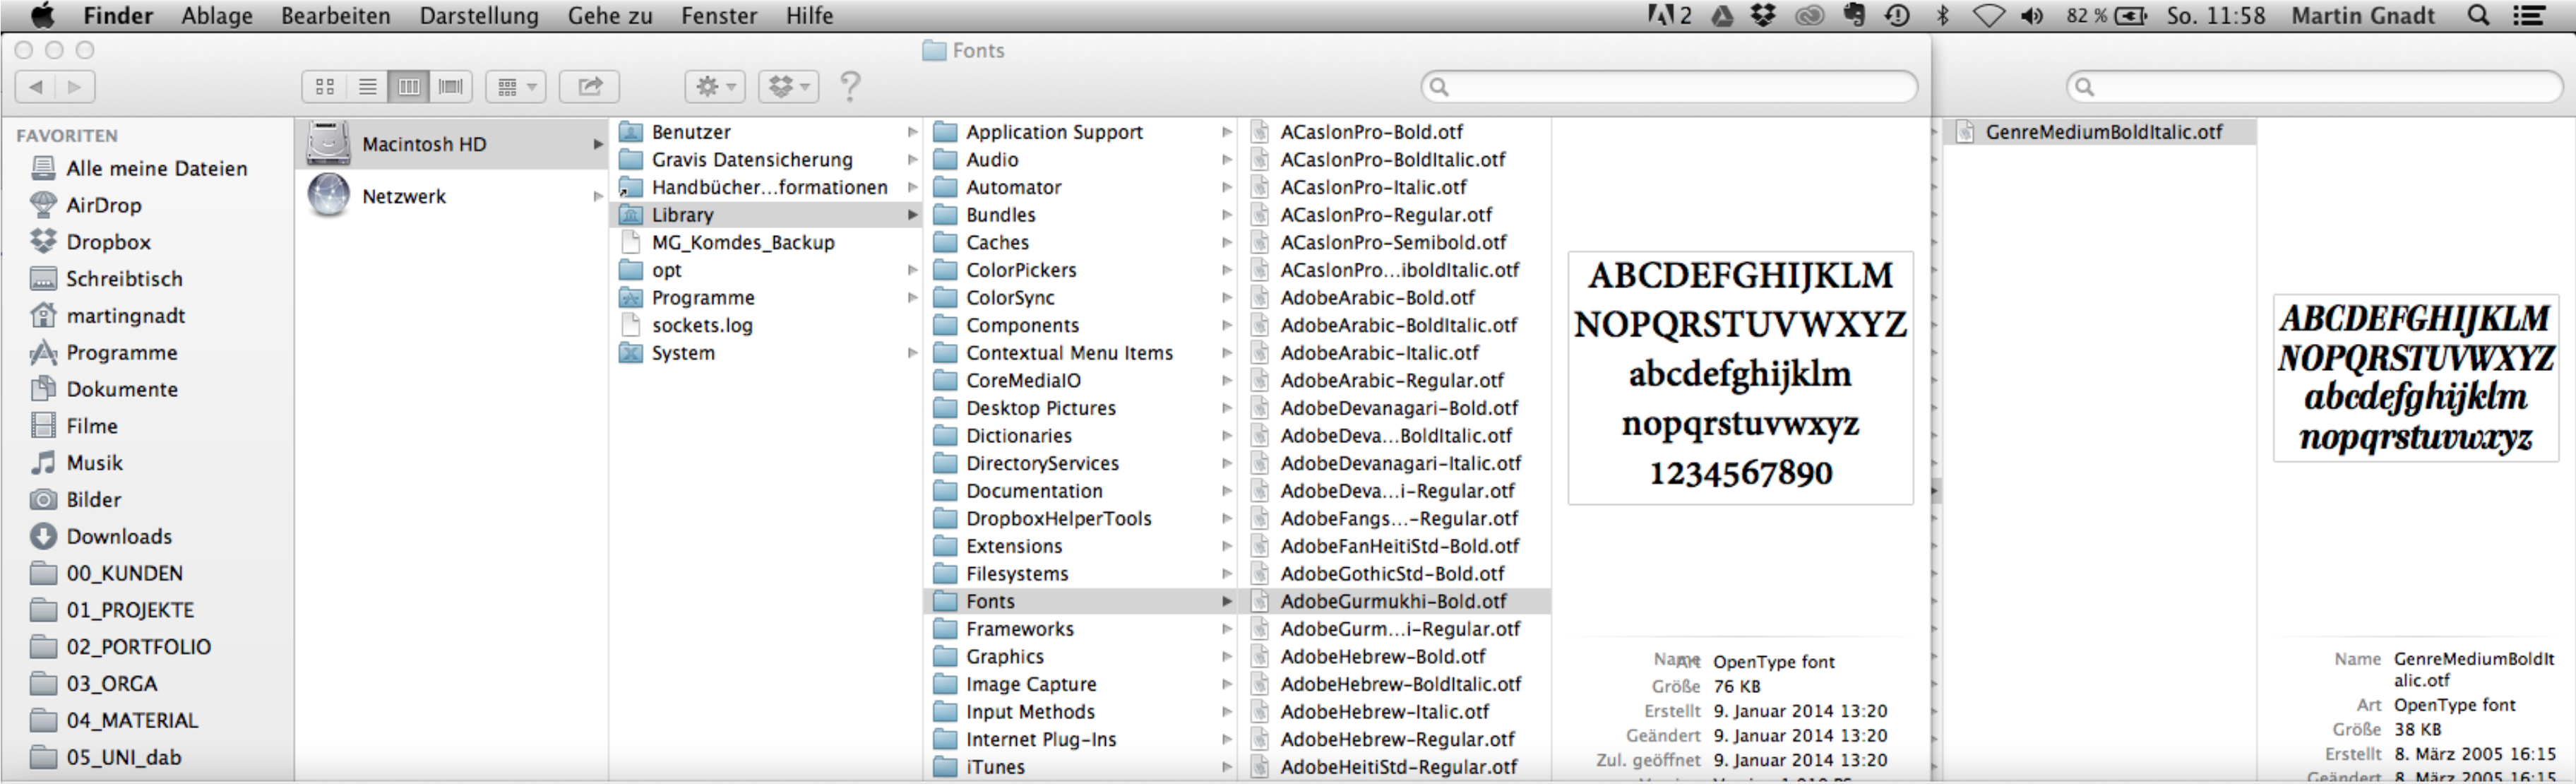 Finder Ablage Bearbeiten Darstellung Gehe zu Fenster Hilfe 2 82 % So. 11:58 Martin Gnadt
Fonts
?
FAVORITEN
Alle meine Dateien
AirDrop
Dropbox
Schreibtisch
martingnadt
Programme
Dokumente
Filme
Musik
Bilder
Downloads
00_KUNDEN
01_PROJEKTE
02_PORTFOLIO
03_ORGA
04_MATERIAL
05_UNI_dab
Macintosh HD
Netzwerk
Benutzer
Gravis Datensicherung
Handbücher...formationen
Library
MG_Komdes_Backup
opt
Programme
sockets.log
System
Application Support
Audio
Automator
Bundles
Caches
ColorPickers
ColorSync
Components
Contextual Menu Items
CoreMediaIO
Desktop Pictures
Dictionaries
DirectoryServices
Documentation
DropboxHelperTools
Extensions
Filesystems
Fonts
Frameworks
Graphics
Image Capture
Input Methods
Internet Plug-Ins
iTunes
ACaslonPro-Bold.otf
ACaslonPro-BoldItalic.otf
ACaslonPro-Italic.otf
ACaslonPro-Regular.otf
ACaslonPro-Semibold.otf
ACaslonPro...iboldItalic.otf
AdobeArabic-Bold.otf
AdobeArabic-BoldItalic.otf
AdobeArabic-Italic.otf
AdobeArabic-Regular.otf
AdobeDevanagari-Bold.otf
AdobeDeva...BoldItalic.otf
AdobeDevanagari-Italic.otf
AdobeDeva...i-Regular.otf
AdobeFangs...-Regular.otf
AdobeFanHeitiStd-Bold.otf
AdobeGothicStd-Bold.otf
AdobeGurmukhi-Bold.otf
AdobeGurm...i-Regular.otf
AdobeHebrew-Bold.otf
AdobeHebrew-BoldItalic.otf
AdobeHebrew-Italic.otf
AdobeHebrew-Regular.otf
AdobeHeitiStd-Regular.otf
ABCDEFGHIJKLM
NOPQRSTUVWXYZ
abcdefghijklm
nopqrstuvwxyz
1234567890
Name
Art OpenType font
Größe 76 KB
Erstellt 9. Januar 2014 13:20
Geändert 9. Januar 2014 13:20
Zul. geöffnet 9. Januar 2014 13:20
GenreMediumBoldItalic.otf
ABCDEFGHIJKLM
NOPQRSTUVWXYZ
abcdefghijklm
nopqrstuvwxyz
Name GenreMediumBoldIt
alic.otf
Art OpenType font
Größe 38 KB
Erstellt 8. März 2005 16:15
Geändert 8. März 2005 16:15